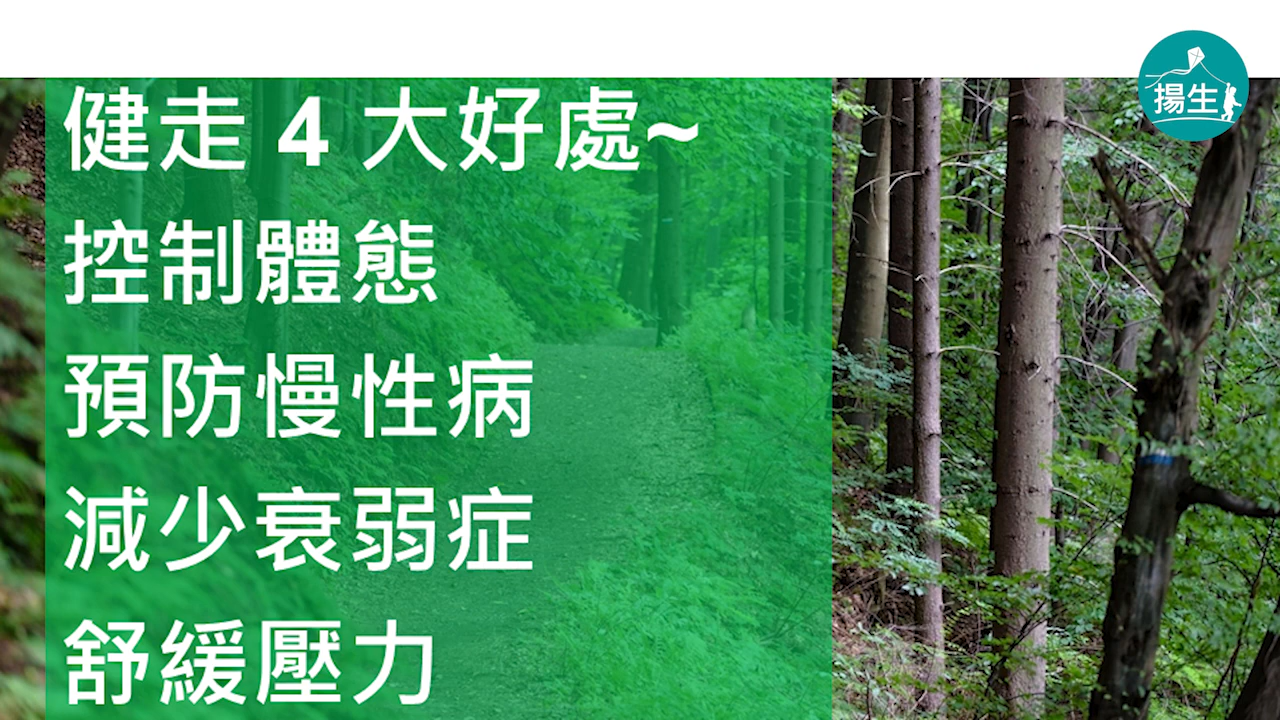 健走 4 大好處~
控制體態
預防慢性病
減少衰弱症
舒緩壓力
揚生